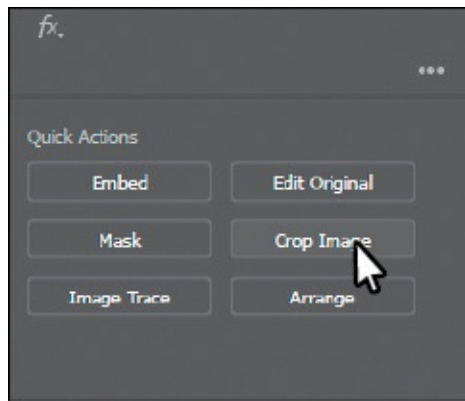 fx.
Quick Actions
Embed
Edit Original
Mask
Crop Image
Image Trace
Arrange